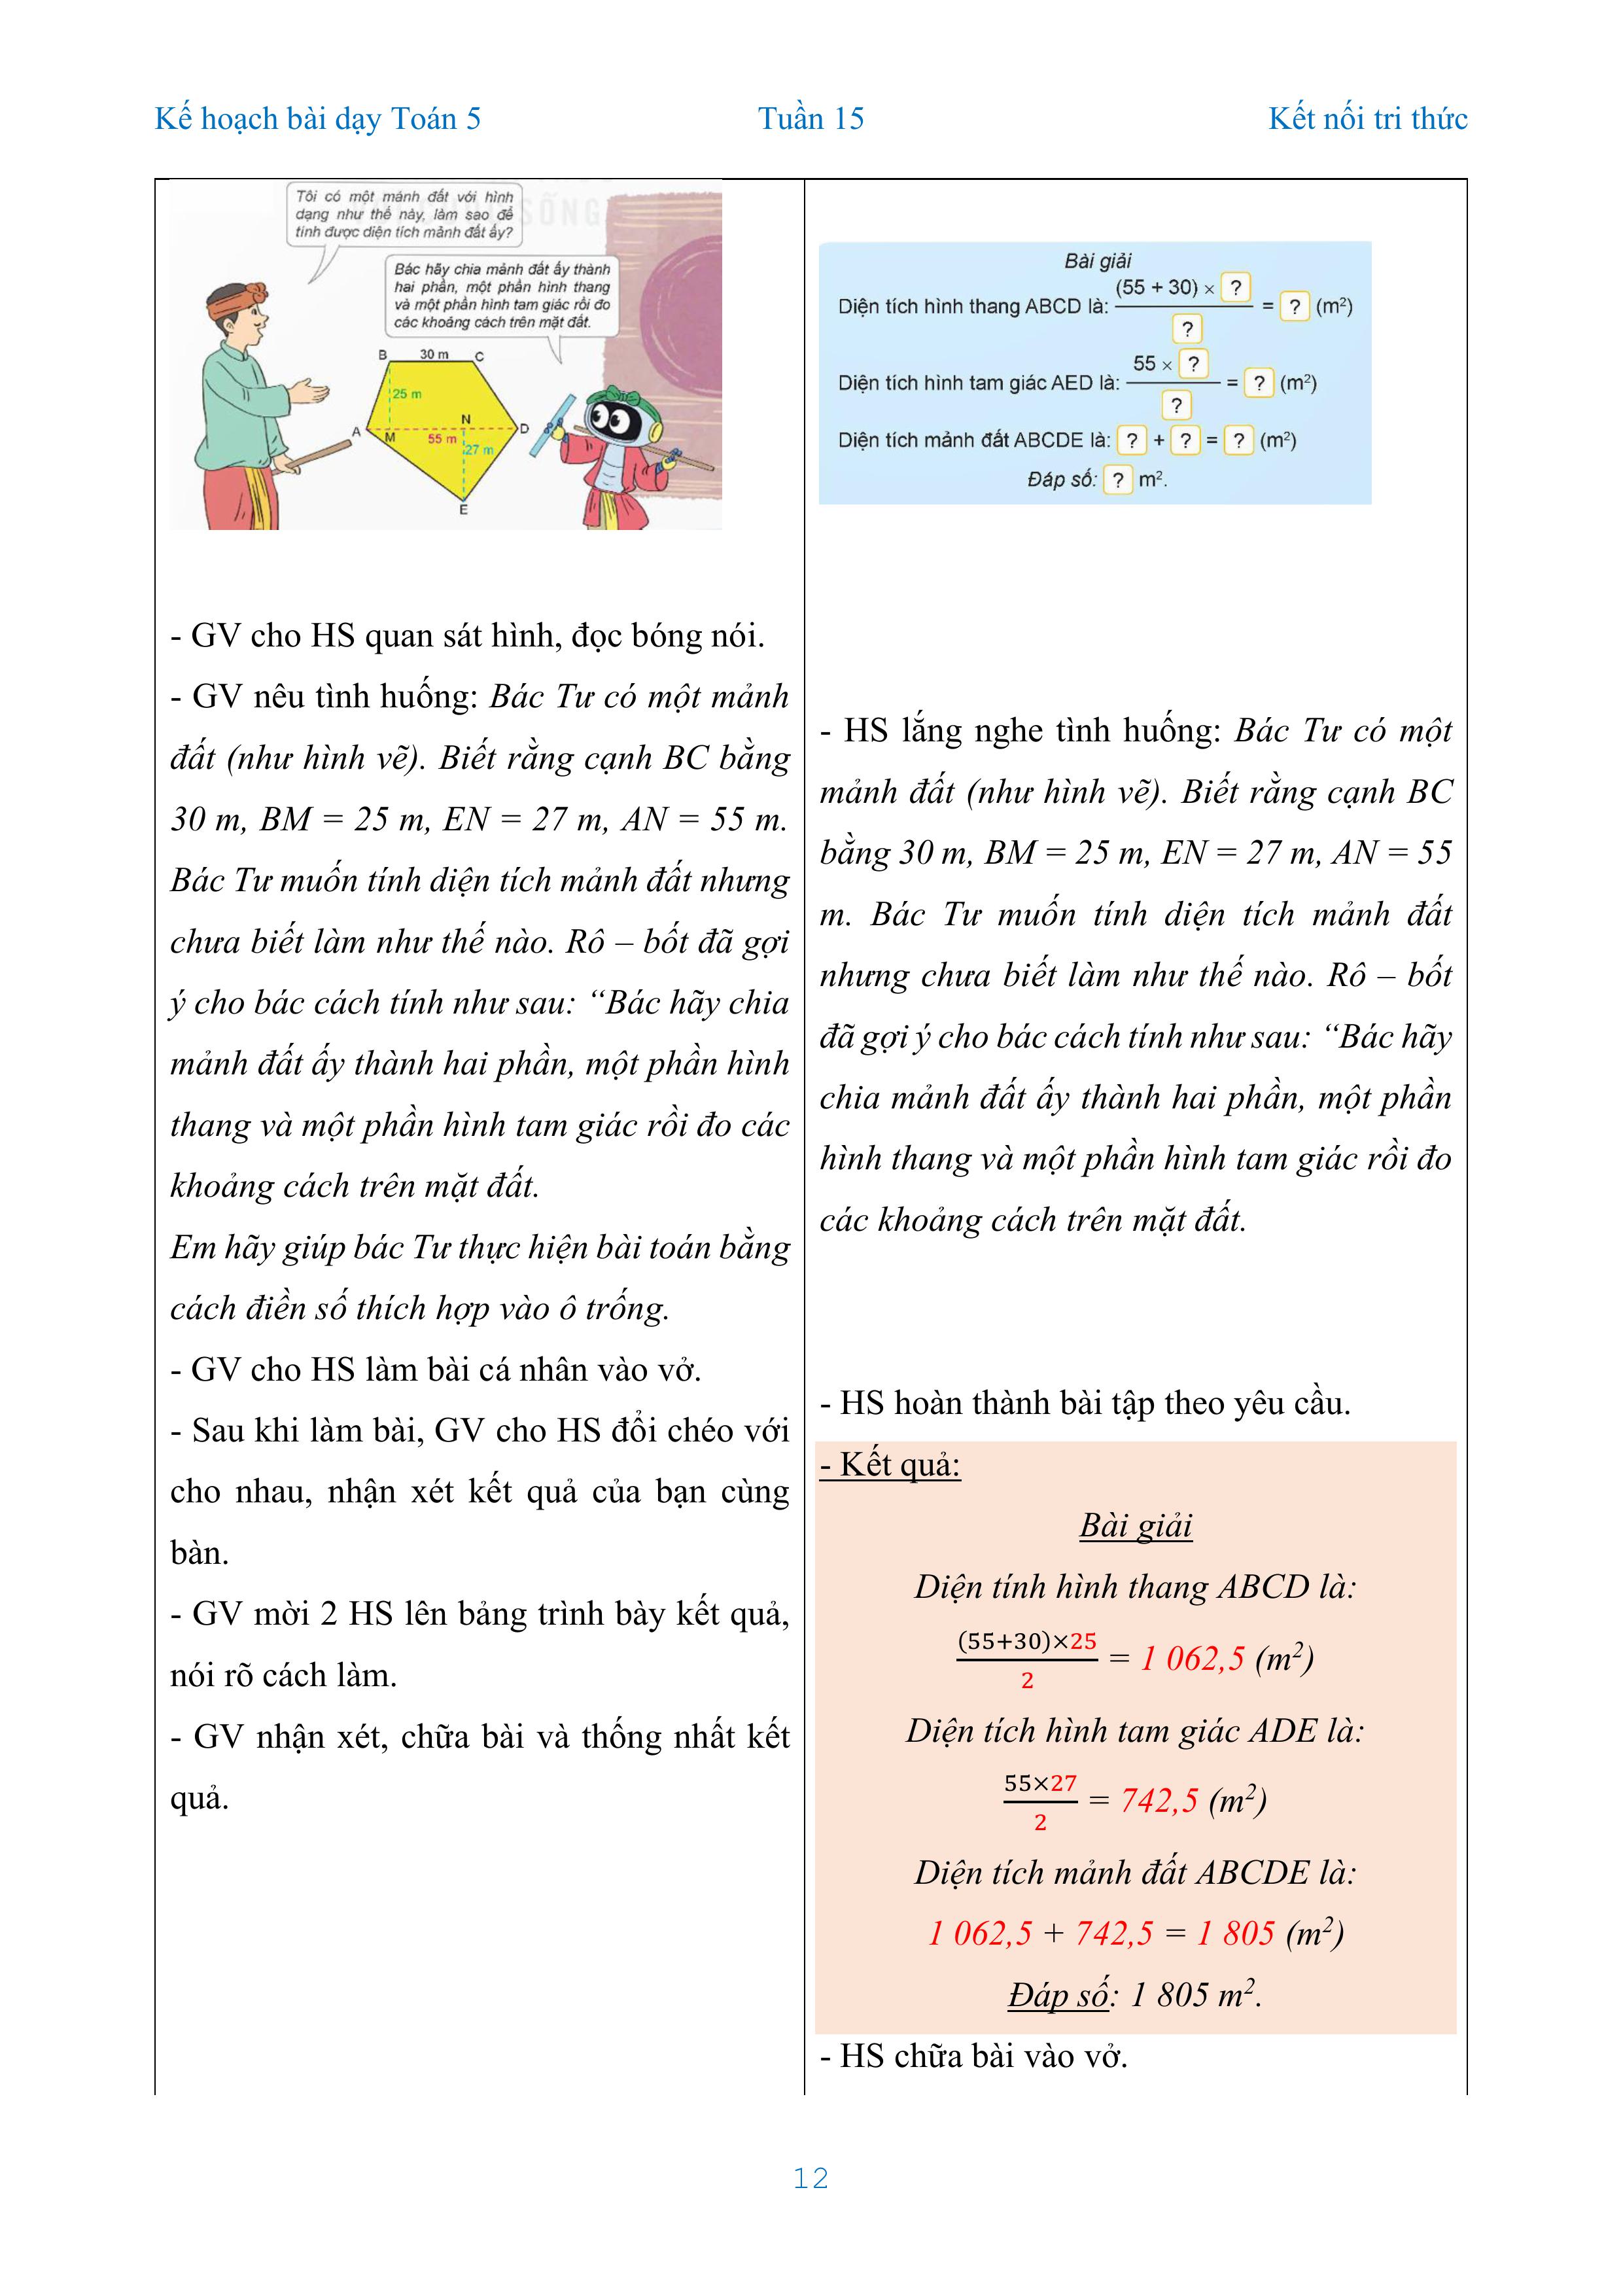 Kế hoạch bài dạy Toán 5 Tuần 15 Kết nối tri thức
SỐNG
Tôi có một mảnh đất với hình
dạng như thế này, làm sao để
tính được diện tích mảnh đất ấy?
Bác hãy chia mảnh đất ấy thành
hai phần, một phần hình thang
và một phần hình tam giác rồi đo
các khoảng cách trên mặt đất.
B 30 m C
25 m
A M 55 m N D
27 m
E
- GV cho HS quan sát hình, đọc bóng nói.
- GV nêu tình huống: Bác Tư có một mảnh
đất (như hình vẽ). Biết rằng cạnh BC bằng
30 m, BM = 25 m, EN = 27 m, AN = 55 m.
Bác Tư muốn tính diện tích mảnh đất nhưng
chưa biết làm như thế nào. Rô – bốt đã gợi
ý cho bác cách tính như sau: “Bác hãy chia
mảnh đất ấy thành hai phần, một phần hình
thang và một phần hình tam giác rồi đo các
khoảng cách trên mặt đất.
Em hãy giúp bác Tư thực hiện bài toán bằng
cách điền số thích hợp vào ô trống.
- GV cho HS làm bài cá nhân vào vở.
- Sau khi làm bài, GV cho HS đổi chéo với
cho nhau, nhận xét kết quả của bạn cùng
bàn.
- GV mời 2 HS lên bảng trình bày kết quả,
nói rõ cách làm.
- GV nhận xét, chữa bài và thống nhất kết
quả.
Bài giải
Diện tích hình thang ABCD là: (55 + 30) × ? / ? = ? (m²)
Diện tích hình tam giác AED là: 55 × ? / ? = ? (m²)
Diện tích mảnh đất ABCDE là: ? + ? = ? (m²)
Đáp số: ? m².
- HS lắng nghe tình huống: Bác Tư có một
mảnh đất (như hình vẽ). Biết rằng cạnh BC
bằng 30 m, BM = 25 m, EN = 27 m, AN = 55
m. Bác Tư muốn tính diện tích mảnh đất
nhưng chưa biết làm như thế nào. Rô – bốt
đã gợi ý cho bác cách tính như sau: “Bác hãy
chia mảnh đất ấy thành hai phần, một phần
hình thang và một phần hình tam giác rồi đo
các khoảng cách trên mặt đất.
- HS hoàn thành bài tập theo yêu cầu.
- Kết quả:
Bài giải
Diện tính hình thang ABCD là:
(55+30)×25 / 2 = 1 062,5 (m²)
Diện tích hình tam giác ADE là:
55×27 / 2 = 742,5 (m²)
Diện tích mảnh đất ABCDE là:
1 062,5 + 742,5 = 1 805 (m²)
Đáp số: 1 805 m².
- HS chữa bài vào vở.
12